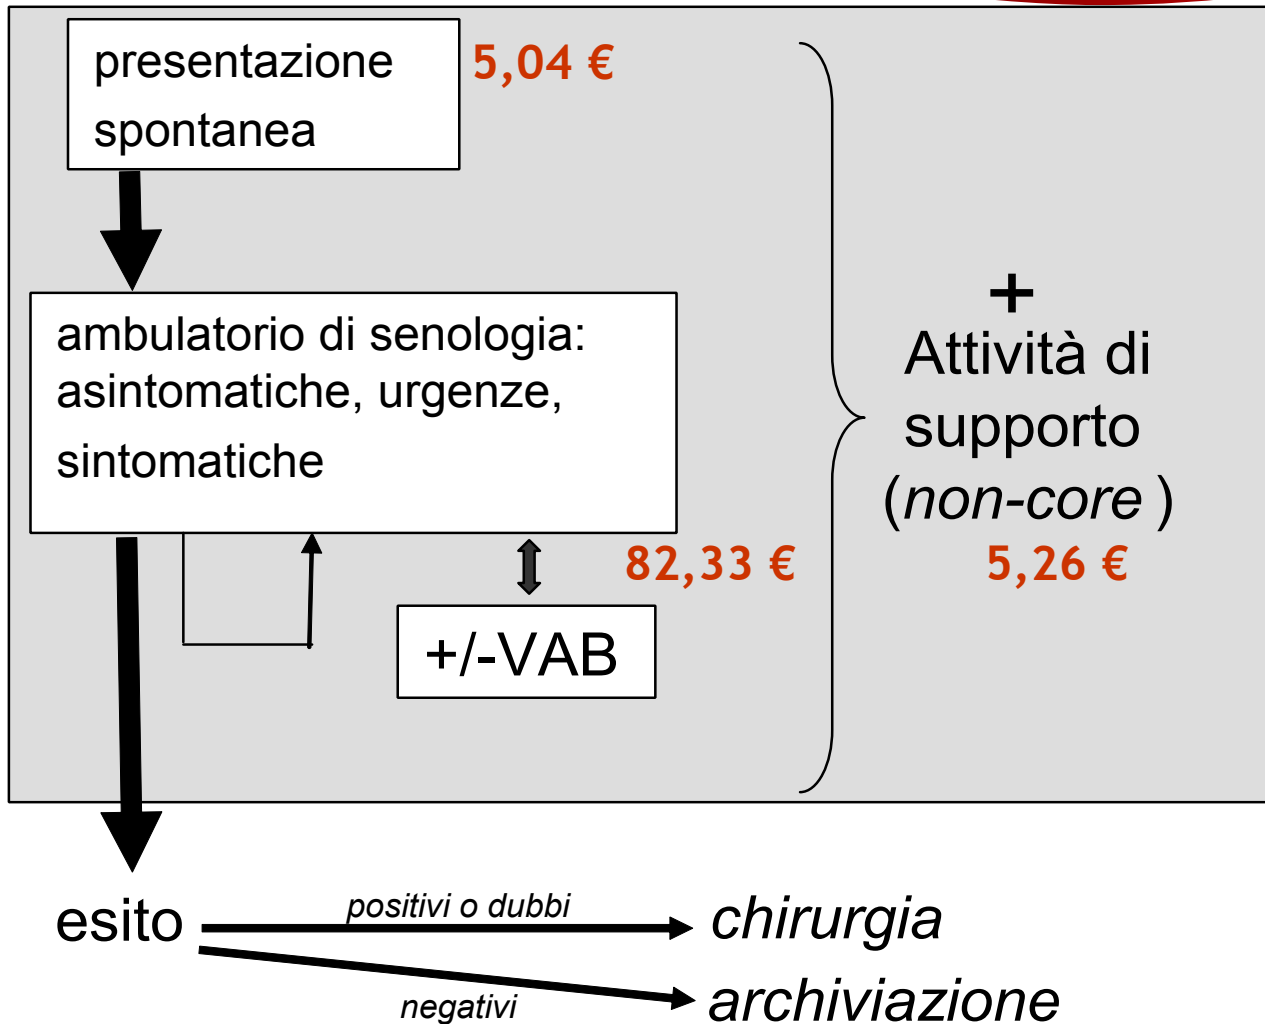 presentazione
spontanea
5,04 €
ambulatorio di senologia:
asintomatiche, urgenze,
sintomatiche
82,33 €
+/-VAB
+
Attività di
supporto
(non-core )
5,26 €
esito
positivi o dubbi
chirurgia
negativi
archiviazione